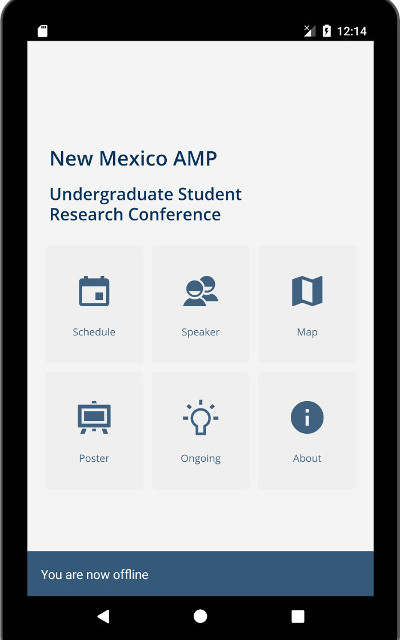 12:14
New Mexico AMP
Undergraduate Student
Research Conference
Schedule
Speaker
Map
Poster
Ongoing
About
You are now offline